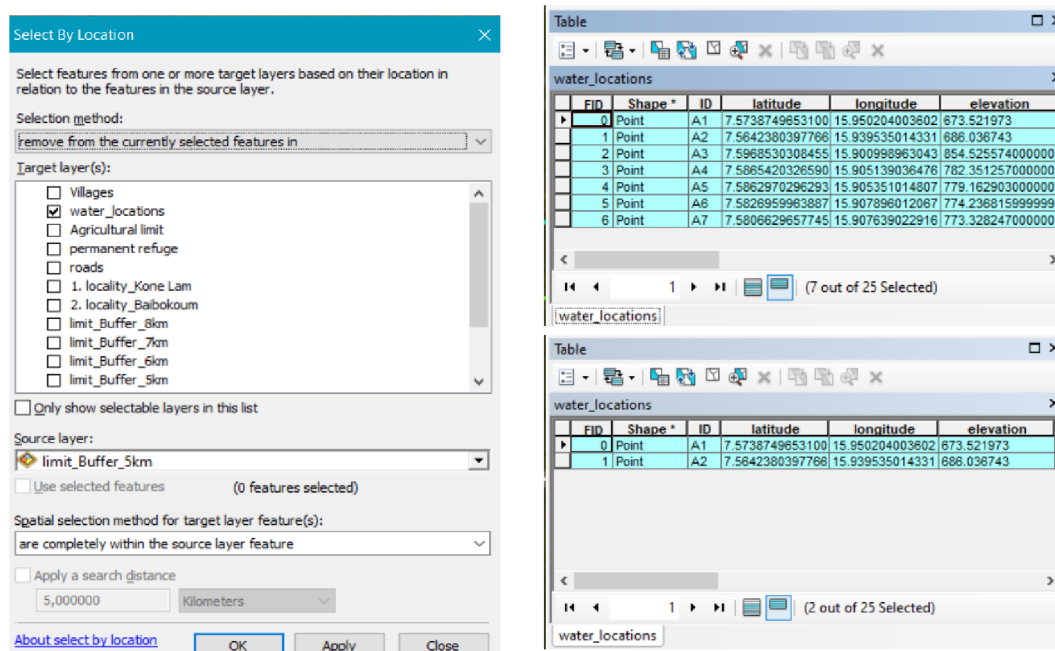 Select By Location
Select features from one or more target layers based on their location in
relation to the features in the source layer.
Selection method:
remove from the currently selected features in
Target layer(s):
Villages
water_locations
Agricultural limit
permanent refuge
roads
1. locality_Kone Lam
2. locality_Baibokoum
limit_Buffer_8km
limit_Buffer_7km
limit_Buffer_6km
limit_Buffer_5km
Only show selectable layers in this list
Source layer:
limit_Buffer_5km
Use selected features (0 features selected)
Spatial selection method for target layer feature(s):
are completely within the source layer feature
Apply a search distance
5,000000 Kilometers
About select by location OK Apply Close
Table
water_locations
FID Shape * ID latitude longitude elevation
0 Point A1 7.5738749653100 15.950204003602 673.521973
1 Point A2 7.5642380397766 15.939535014331 686.036743
2 Point A3 7.5968530308455 15.900998963043 854.525574000000
3 Point A4 7.5865420326590 15.905139036476 782.351257000000
4 Point A5 7.5862970296293 15.905351014807 779.162903000000
5 Point A6 7.5826959963887 15.907896012067 774.236815999999
6 Point A7 7.5806629657745 15.907639022916 773.328247000000
1 (7 out of 25 Selected)
water_locations
Table
water_locations
FID Shape * ID latitude longitude elevation
0 Point A1 7.5738749653100 15.950204003602 673.521973
1 Point A2 7.5642380397766 15.939535014331 686.036743
1 (2 out of 25 Selected)
water_locations